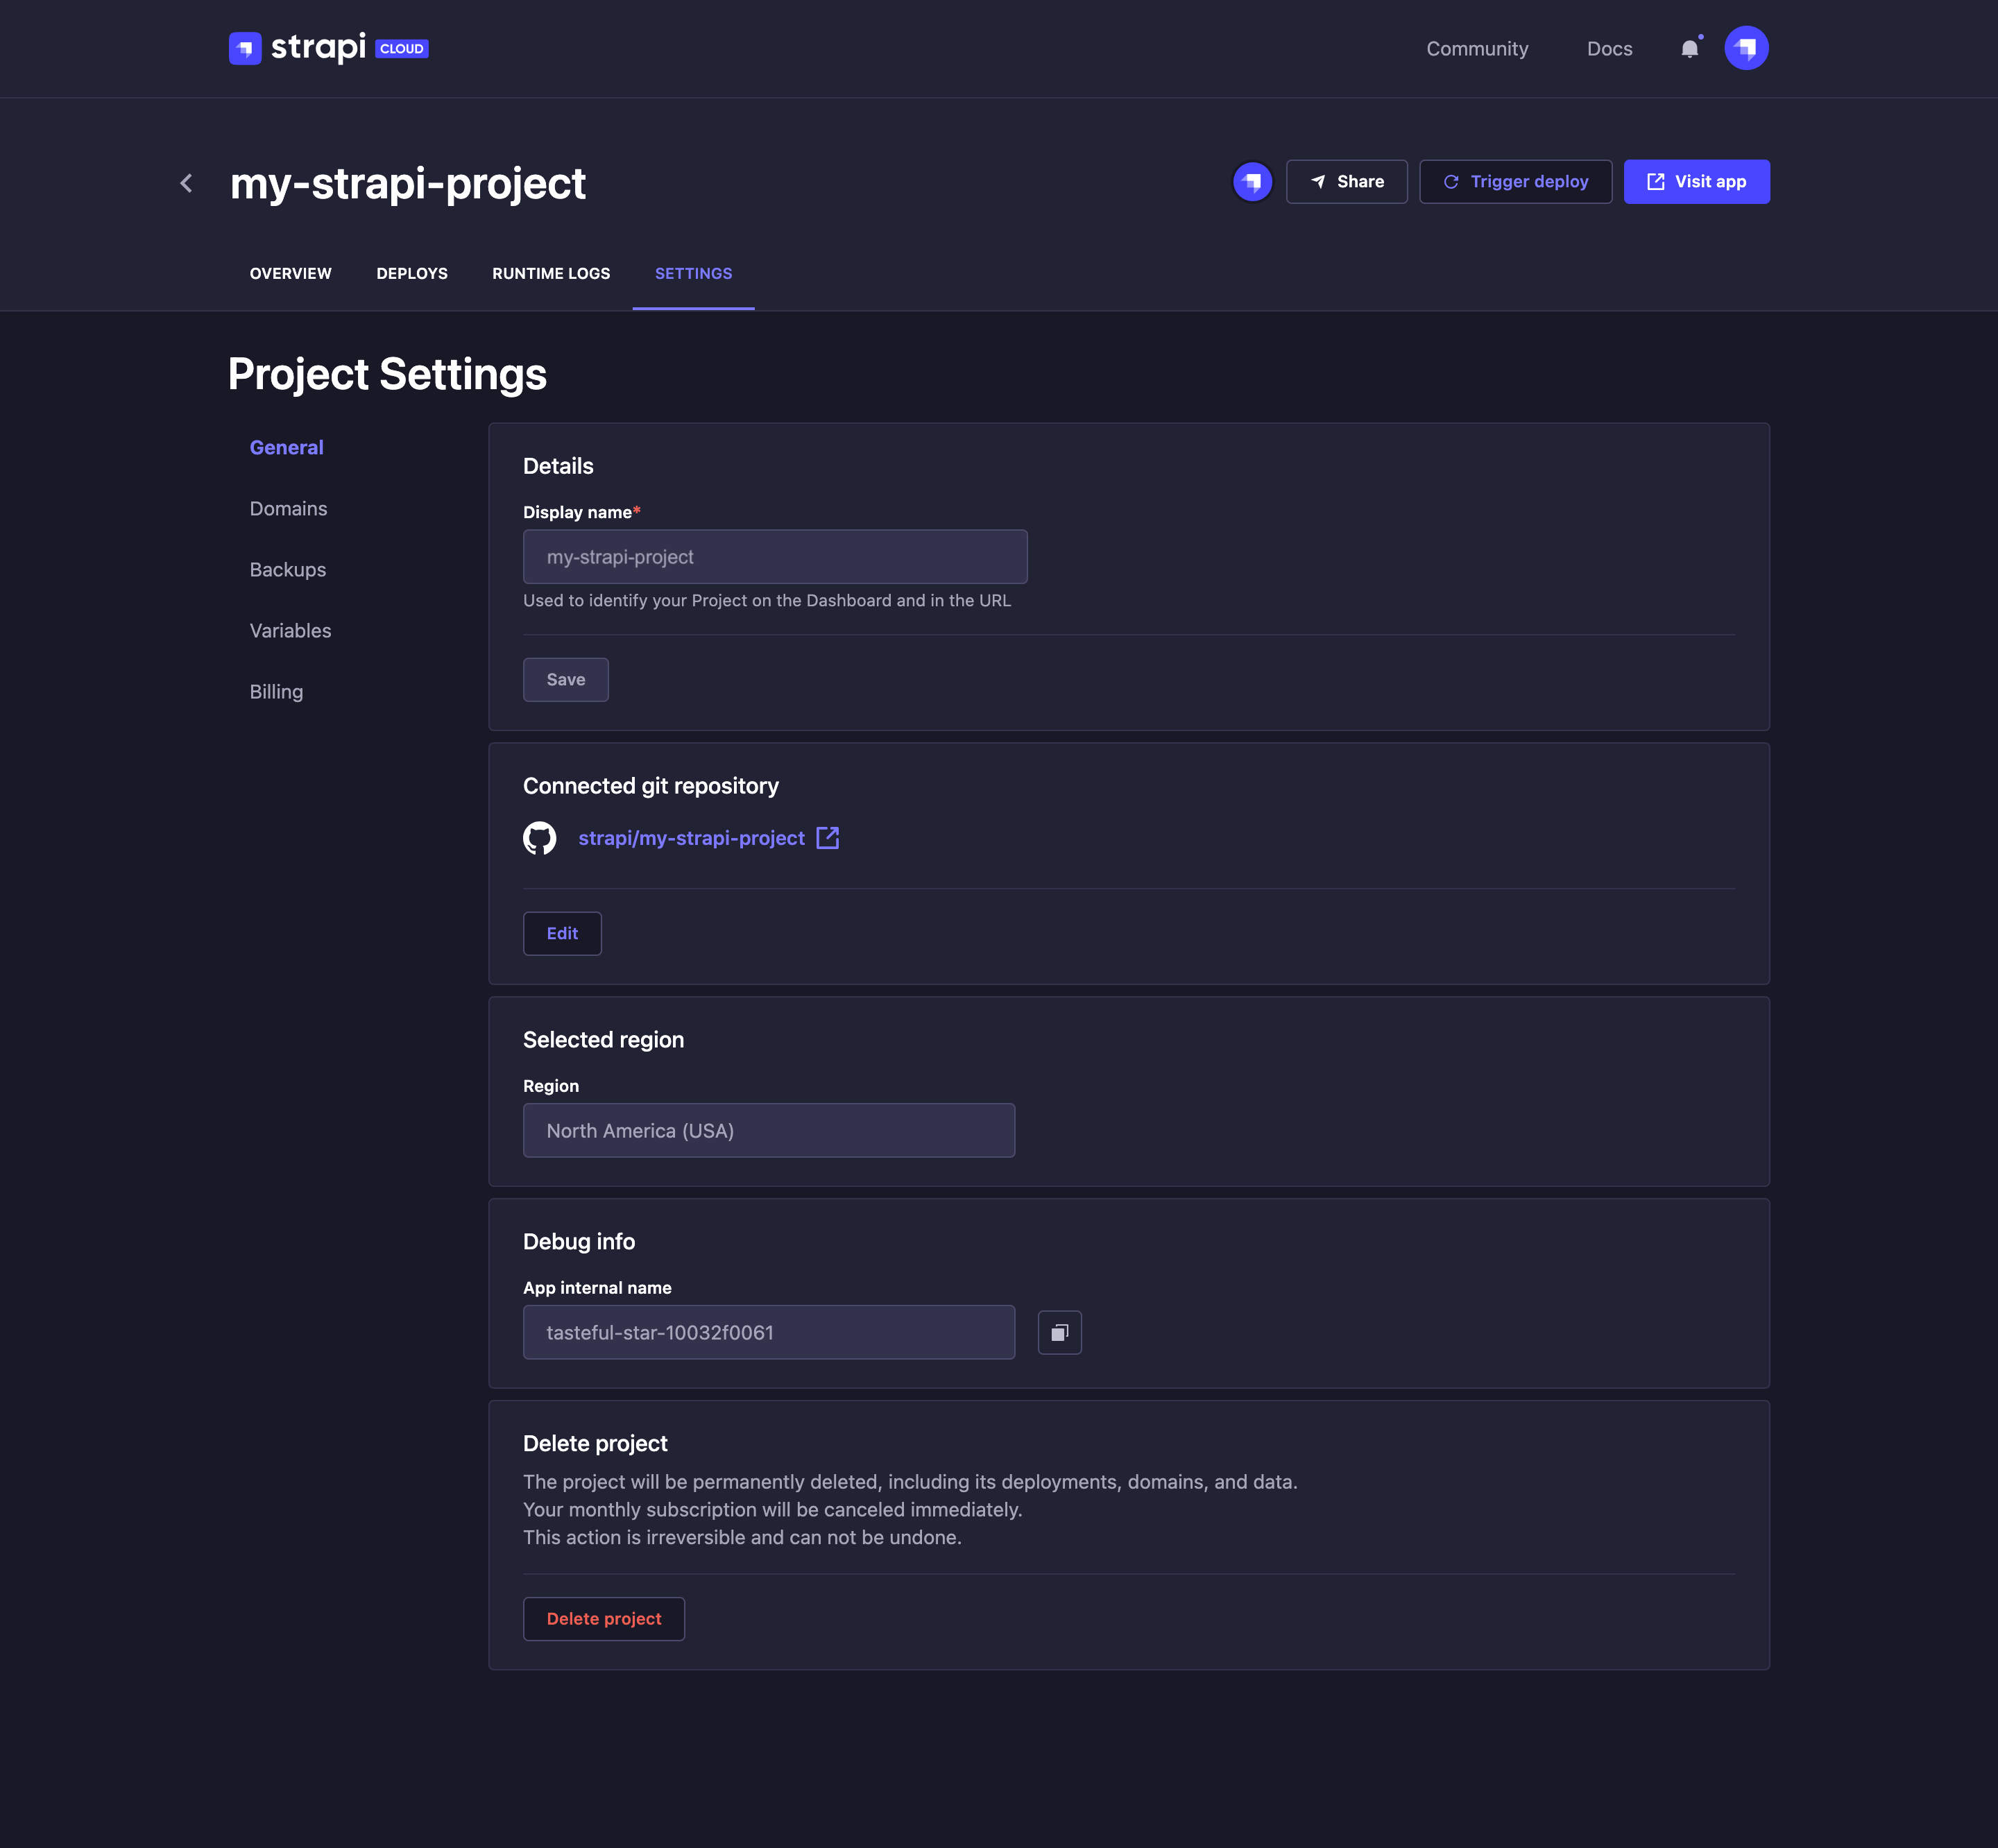 strapi CLOUD
Community
Docs
my-strapi-project
Share
Trigger deploy
Visit app
OVERVIEW
DEPLOYS
RUNTIME LOGS
SETTINGS
Project Settings
General
Domains
Backups
Variables
Billing
Details
Display name*
my-strapi-project
Used to identify your Project on the Dashboard and in the URL
Save
Connected git repository
strapi/my-strapi-project
Edit
Selected region
Region
North America (USA)
Debug info
App internal name
tasteful-star-10032f0061
Delete project
The project will be permanently deleted, including its deployments, domains, and data.
Your monthly subscription will be canceled immediately.
This action is irreversible and can not be undone.
Delete project